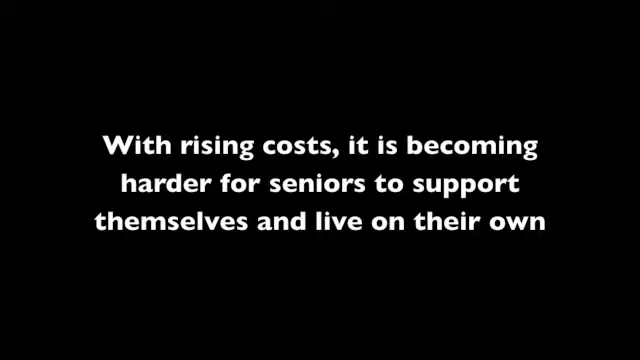 With rising costs, it is becoming
harder for seniors to support
themselves and live on their own